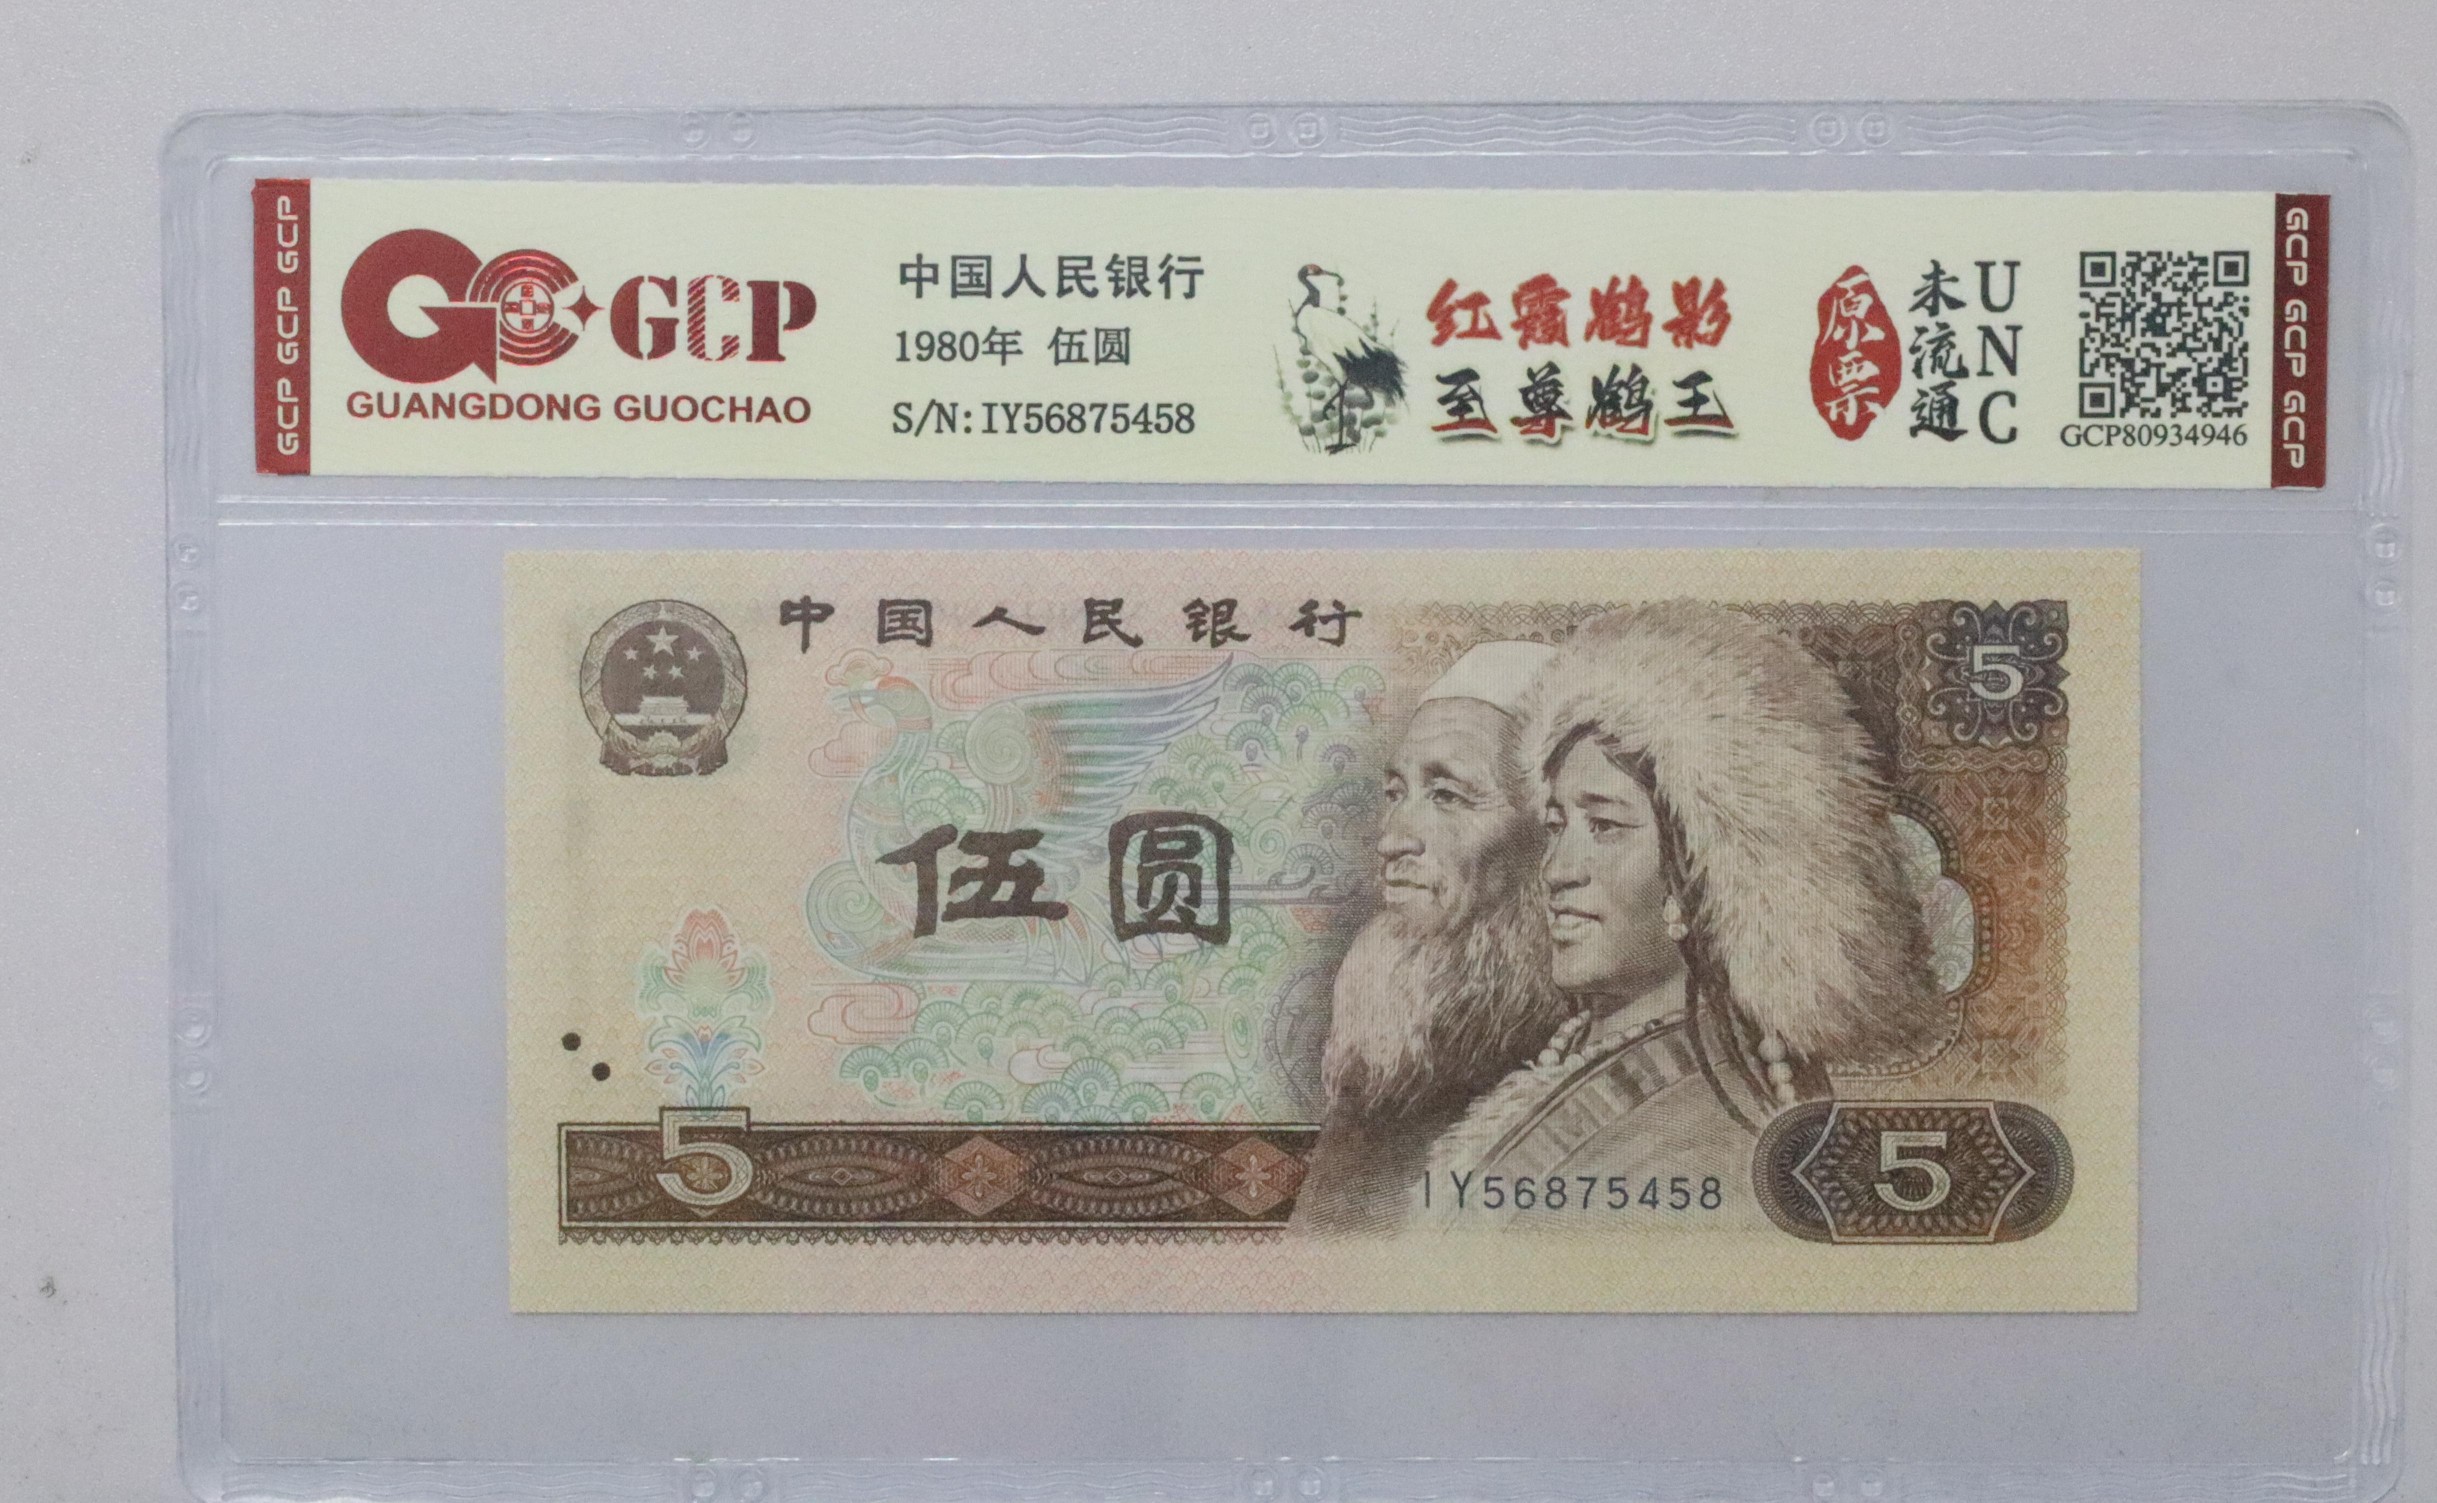 GCP GCP GCP
GCP
GUANGDONG GUOCHAO
中国人民银行
1980年 伍圆
S/N:IY56875458
红霞鹤影
至尊鹤王
原票
未流通
UNC
GCP80934946
GCP GCP GCP
中国人民银行
5
伍圆
5
IY56875458
5